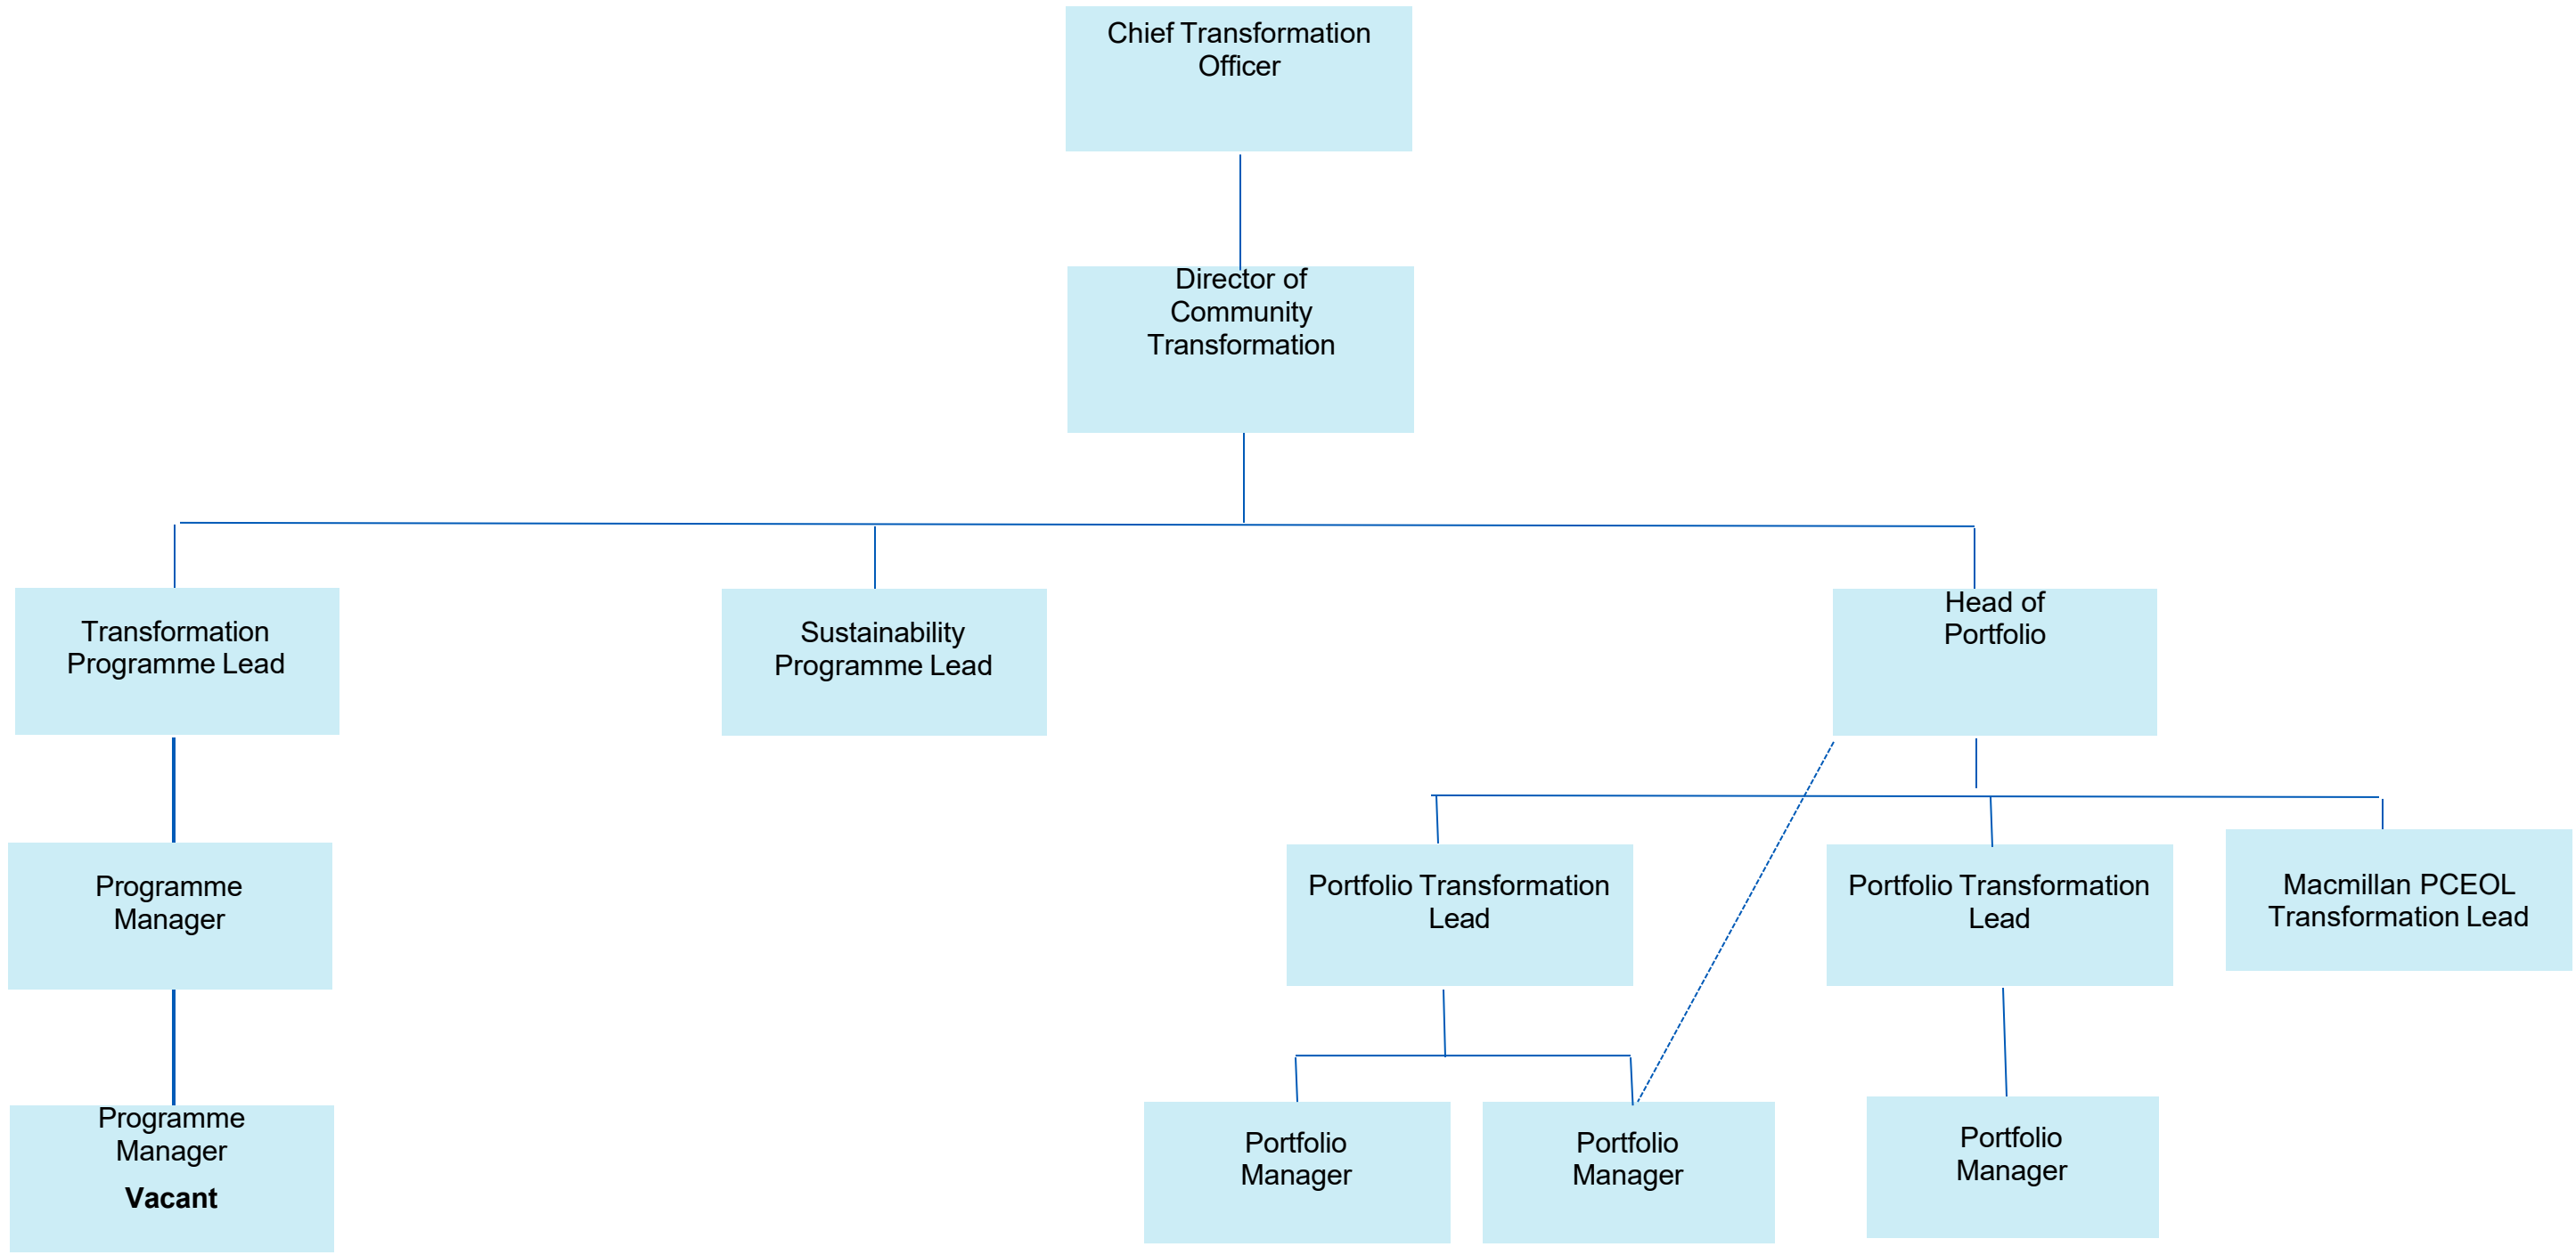 Chief Transformation
Officer
Director of
Community
Transformation
Transformation
Programme Lead
Sustainability
Programme Lead
Head of
Portfolio
Programme
Manager
Portfolio Transformation
Lead
Portfolio Transformation
Lead
Macmillan PCEOL
Transformation Lead
Programme
Manager
Vacant
Portfolio
Manager
Portfolio
Manager
Portfolio
Manager